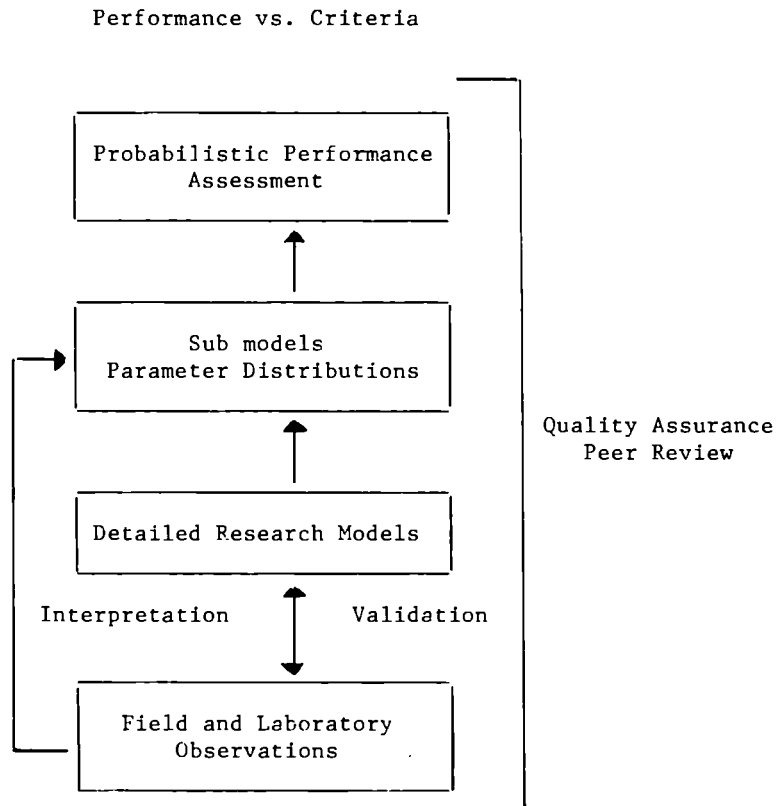 Performance vs. Criteria
Probabilistic Performance
Assessment
Sub models
Parameter Distributions
Quality Assurance
Peer Review
Detailed Research Models
Interpretation
Validation
Field and Laboratory
Observations